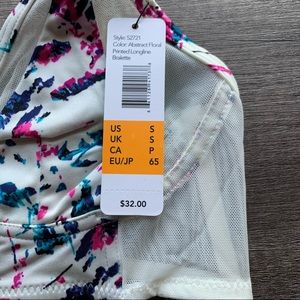 Style: 52721
Color: Abstract Floral
Printed Longline
Bralette
US S
UK S
CA P
EU/JP 65
$32.00